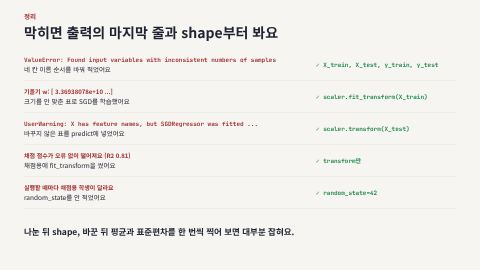 정리
막히면 출력의 마지막 줄과 shape부터 봐요
ValueError: Found input variables with inconsistent numbers of samples
네 칸 이름 순서를 바꿔 적었어요
✓ X_train, X_test, y_train, y_test
기울기 w: [ 3.36938078e+10 ...]
크기를 안 맞춘 표로 SGD를 학습했어요
✓ scaler.fit_transform(X_train)
UserWarning: X has feature names, but SGDRegressor was fitted ...
바꾸지 않은 표를 predict에 넣었어요
✓ scaler.transform(X_test)
채점 점수가 오류 없이 떨어져요 (R2 0.81)
채점용에 fit_transform을 썼어요
✓ transform만
실행할 때마다 채점용 학생이 달라요
random_state를 안 적었어요
✓ random_state=42
나눈 뒤 shape, 바꾼 뒤 평균과 표준편차를 한 번씩 찍어 보면 대부분 잡혀요.